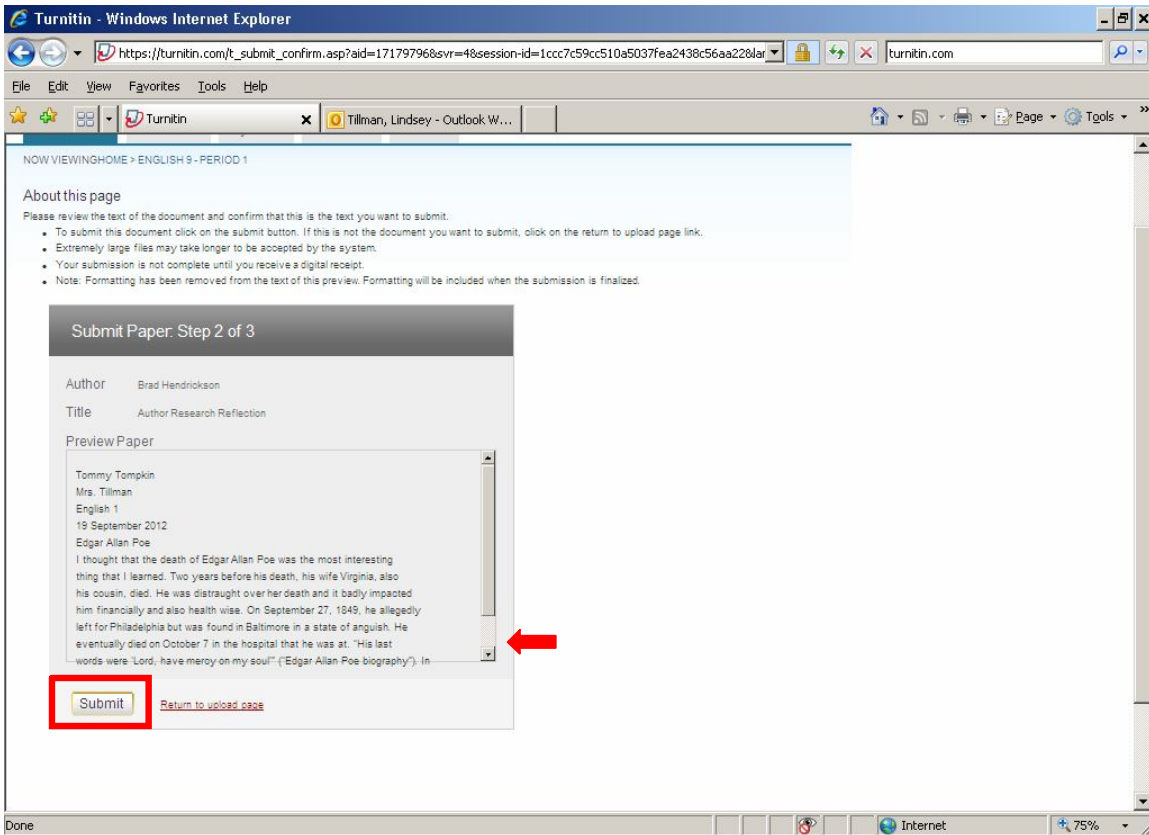 Turnitin - Windows Internet Explorer
https://turnitin.com/t_submit_confirm.asp?aid=17179796&svr=4&session-id=1ccc7c59cc510a5037fea2438c56aa22&lar
turnitin.com
File Edit View Favorites Tools Help
Turnitin
Tillman, Lindsey - Outlook W...
Page Tools
NOW VIEWINGHOME > ENGLISH 9 - PERIOD 1
About this page
Please review the text of the document and confirm that this is the text you want to submit.
• To submit this document click on the submit button. If this is not the document you want to submit, click on the return to upload page link.
• Extremely large files may take longer to be accepted by the system.
• Your submission is not complete until you receive a digital receipt.
• Note: Formatting has been removed from the text of this preview. Formatting will be included when the submission is finalized.
Submit Paper: Step 2 of 3
Author Brad Hendrickson
Title Author Research Reflection
Preview Paper
Tommy Tompkin
Mrs. Tillman
English 1
19 September 2012
Edgar Allan Poe
I thought that the death of Edgar Allan Poe was the most interesting
thing that I learned. Two years before his death, his wife Virginia, also
his cousin, died. He was distraught over her death and it badly impacted
him financially and also health wise. On September 27, 1849, he allegedly
left for Philadelphia but was found in Baltimore in a state of anguish. He
eventually died on October 7 in the hospital that he was at. "His last
words were 'Lord, have mercy on my soul'" ("Edgar Allan Poe biography"). In
Submit
Return to upload page
Done
Internet
75%